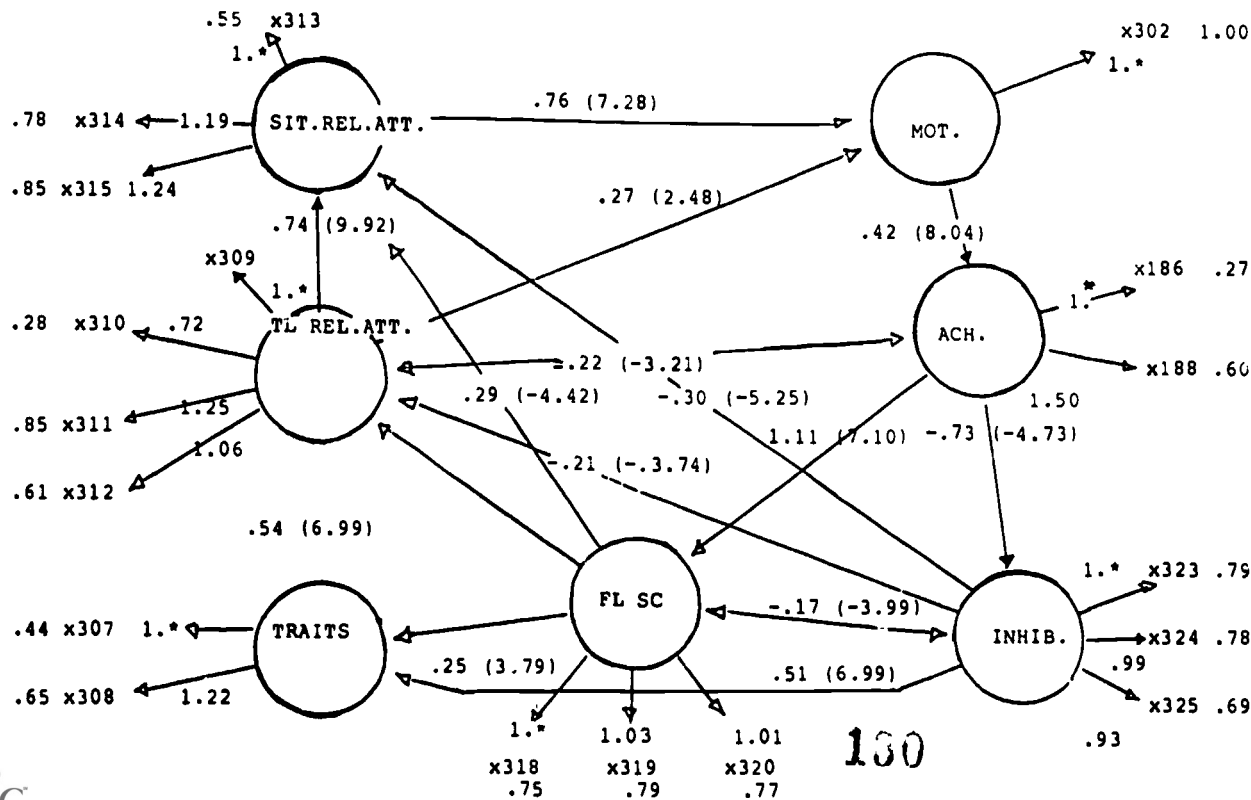 .55 x313
x302 1.00
1.*
1.*
.76 (7.28)
.78 x314 1.19 SIT.REL.ATT.
MOT.
.85 x315 1.24
.27 (2.48)
.74 (9.92)
.42 (8.04)
x309
x186 .27
1.*
1.*
.28 x310 .72 TL REL.ATT.
ACH.
-.22 (-3.21)
x188 .60
.29 (-4.42) -.30 (-5.25) 1.50
1.25
.85 x311
1.11 (7.10) -.73 (-4.73)
1.06
-.21 (-.3.74)
.61 x312
.54 (6.99)
1.* x323 .79
FL SC -.17 (-3.99)
.44 x307 1.* TRAITS
INHIB. x324 .78
.25 (3.79) .51 (6.99) .99
.65 x308 1.22
x325 .69
1.* 1.03 1.01 130 .93
x318 x319 x320
.75 .79 .77
C